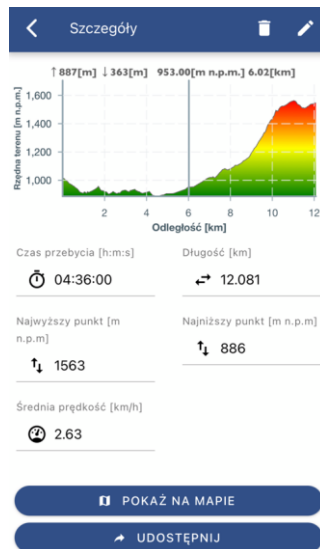 Szczegóły
↑887[m] ↓363[m] 953.00[m n.p.m.] 6.02[km]
Rzędna terenu [m n.p.m.]
1,600
1,400
1,200
1,000
2 4 6 8 10 12
Odległość [km]
Czas przebycia [h:m:s] Długość [km]
04:36:00 12.081
Najwyższy punkt [m Najniższy punkt [m n.p.m]
n.p.m]
1563 886
Średnia prędkość [km/h]
2.63
POKAŻ NA MAPIE
UDOSTĘPNIJ